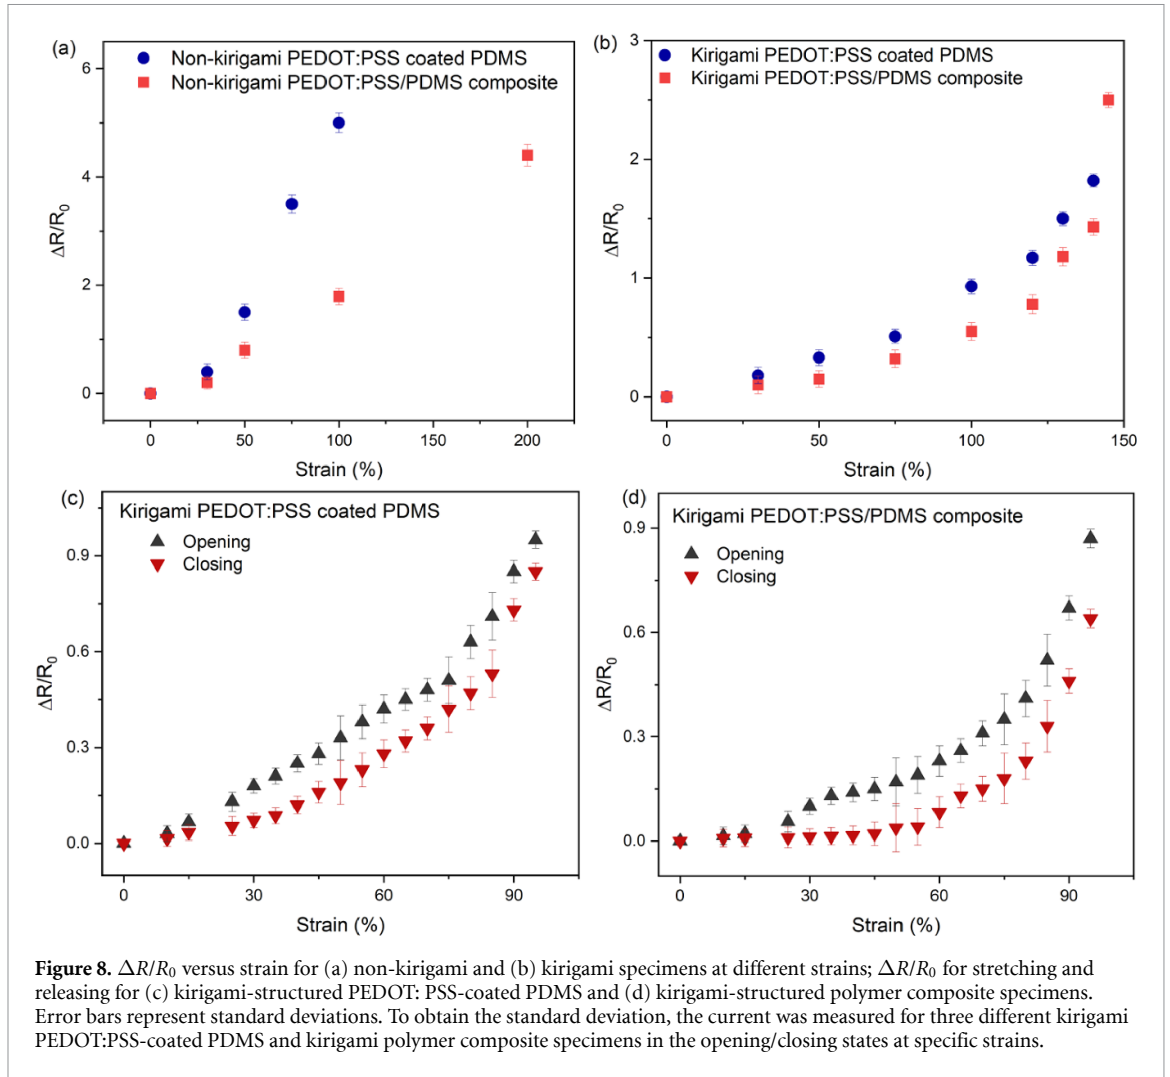 (a)
Non-kirigami PEDOT:PSS coated PDMS
Non-kirigami PEDOT:PSS/PDMS composite
6
4
2
0
ΔR/R0
0
50
100
150
200
Strain (%)
(b)
Kirigami PEDOT:PSS coated PDMS
Kirigami PEDOT:PSS/PDMS composite
3
2
1
0
ΔR/R0
0
50
100
150
Strain (%)
(c)
Kirigami PEDOT:PSS coated PDMS
Opening
Closing
0.9
0.6
0.3
0.0
ΔR/R0
0
30
60
90
Strain (%)
(d)
Kirigami PEDOT:PSS/PDMS composite
Opening
Closing
0.9
0.6
0.3
0.0
ΔR/R0
0
30
60
90
Strain (%)
Figure 8. ΔR/R0 versus strain for (a) non-kirigami and (b) kirigami specimens at different strains; ΔR/R0 for stretching and
releasing for (c) kirigami-structured PEDOT: PSS-coated PDMS and (d) kirigami-structured polymer composite specimens.
Error bars represent standard deviations. To obtain the standard deviation, the current was measured for three different kirigami
PEDOT:PSS-coated PDMS and kirigami polymer composite specimens in the opening/closing states at specific strains.